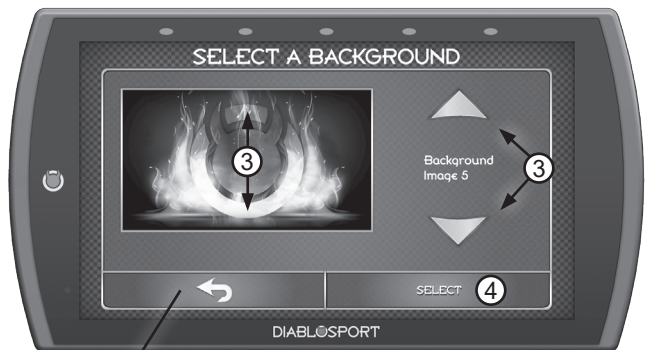 SELECT A BACKGROUND
3
Background
Image 5
3
SELECT
4
DIABLOSPORT